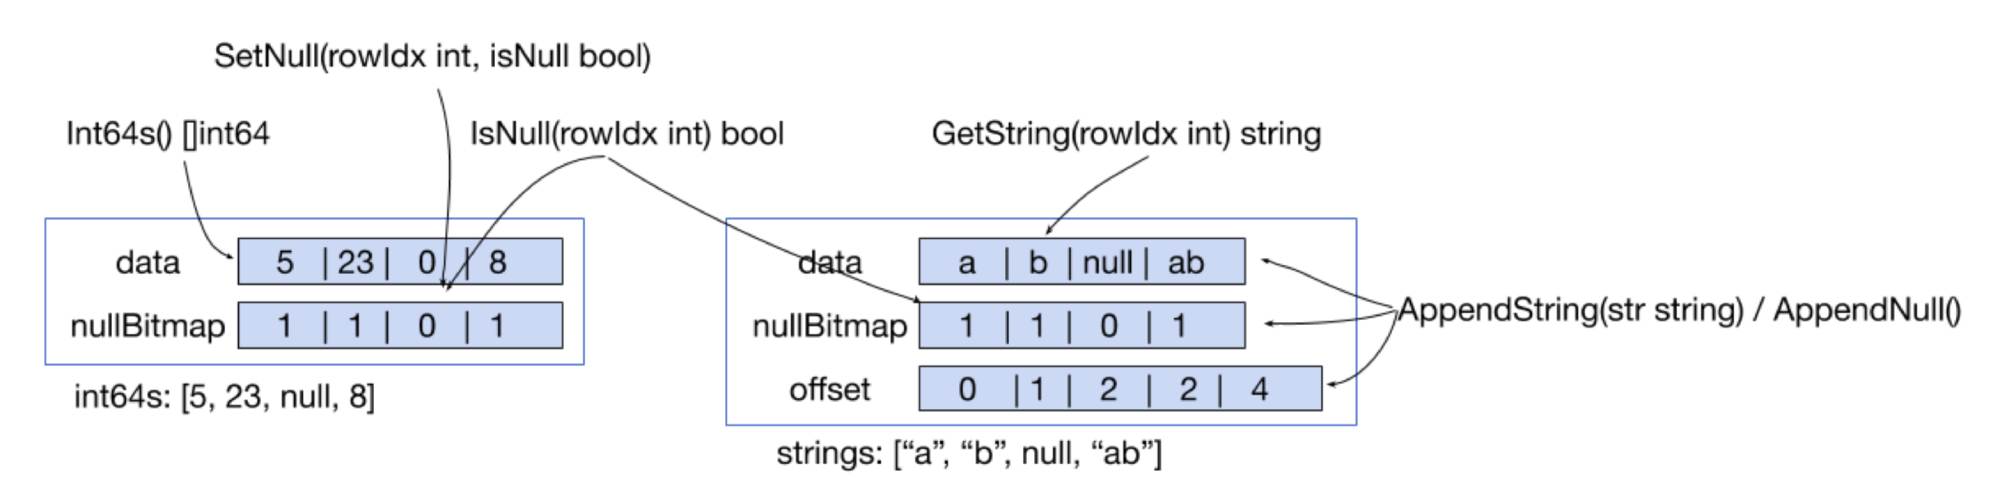 SetNull(rowIdx int, isNull bool)
Int64s() []int64
IsNull(rowIdx int) bool
GetString(rowIdx int) string
data 5 | 23 | 0 | 8
nullBitmap 1 | 1 | 0 | 1
int64s: [5, 23, null, 8]
data a | b | null | ab
nullBitmap 1 | 1 | 0 | 1
offset 0 | 1 | 2 | 2 | 4
AppendString(str string) / AppendNull()
strings: [“a”, “b”, null, “ab”]